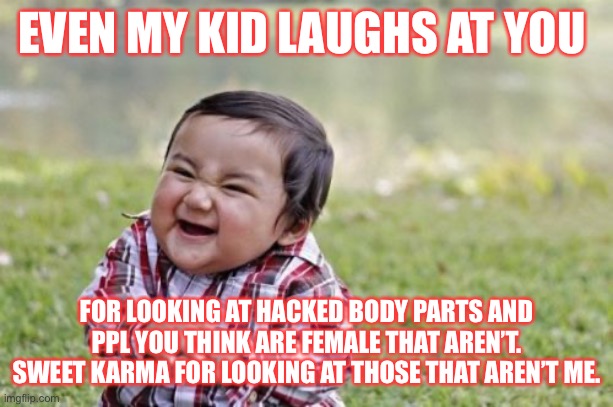 EVEN MY KID LAUGHS AT YOU
FOR LOOKING AT HACKED BODY PARTS AND
PPL YOU THINK ARE FEMALE THAT AREN'T.
SWEET KARMA FOR LOOKING AT THOSE THAT AREN'T ME.
imgflip.com